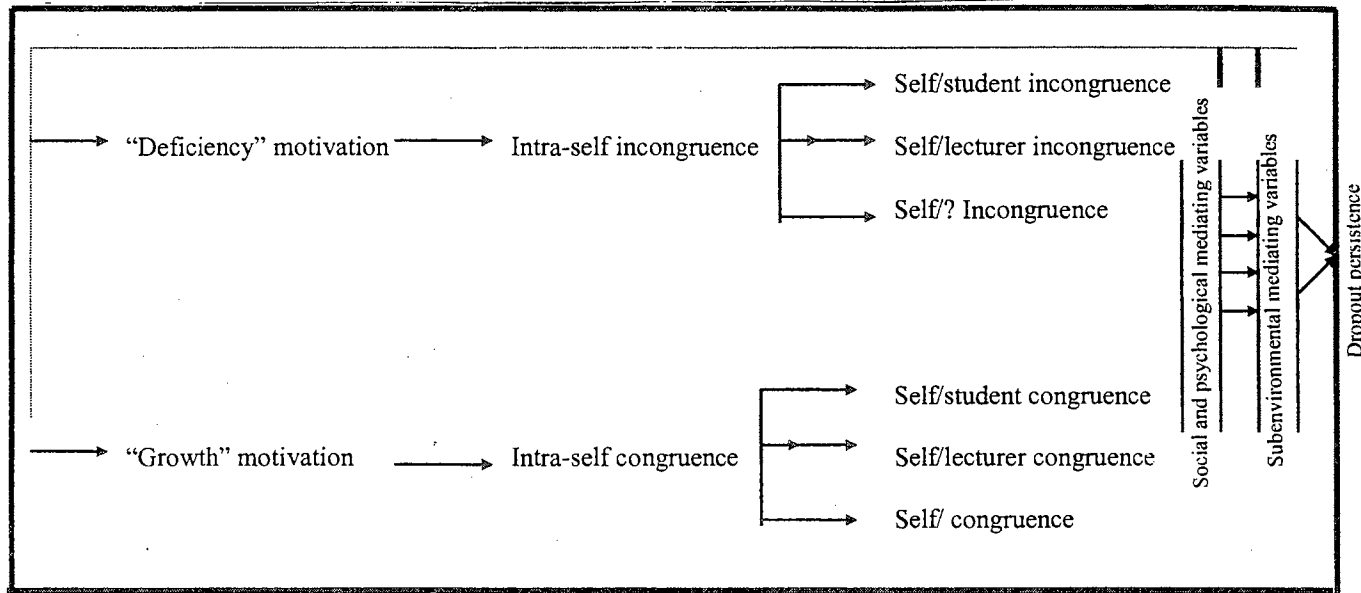 Self/student incongruence
“Deficiency” motivation
Intra-self incongruence
Self/lecturer incongruence
Self/? Incongruence
Social and psychological mediating variables
Subenvironmental mediating variables
Dropout persistence
Self/student congruence
“Growth” motivation
Intra-self congruence
Self/lecturer congruence
Self/ congruence